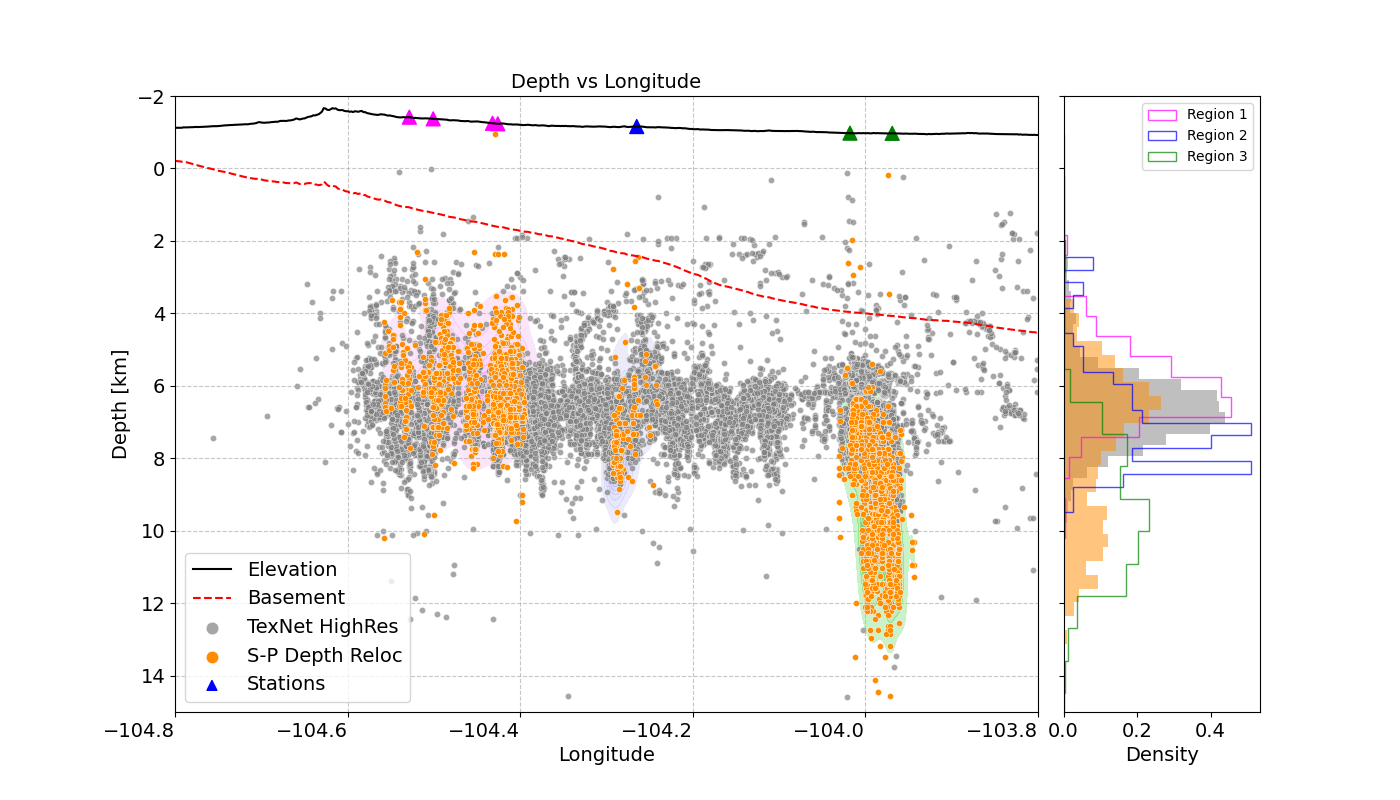 Depth vs Longitude
−2
0
2
4
6
8
10
12
14
Depth [km]
Elevation
Basement
TexNet HighRes
S-P Depth Reloc
Stations
−104.8
−104.6
−104.4
−104.2
−104.0
−103.8
Longitude
Region 1
Region 2
Region 3
0.0
0.2
0.4
Density